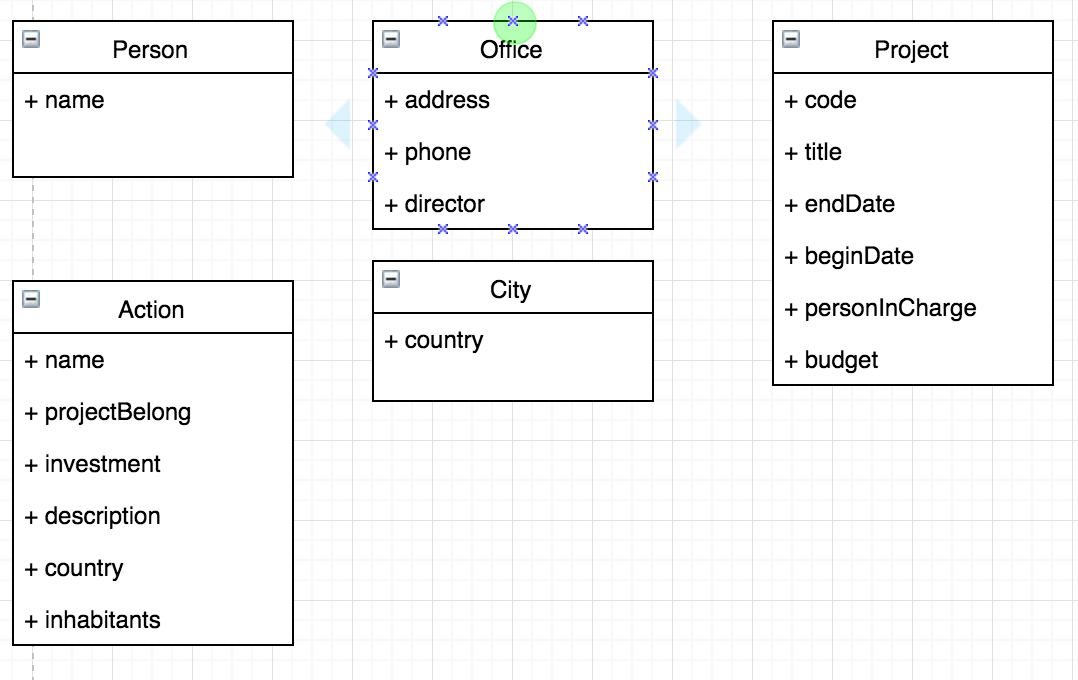 Person
+ name
Office
+ address
+ phone
+ director
Project
+ code
+ title
+ endDate
+ beginDate
+ personInCharge
+ budget
Action
+ name
+ projectBelong
+ investment
+ description
+ country
+ inhabitants
City
+ country